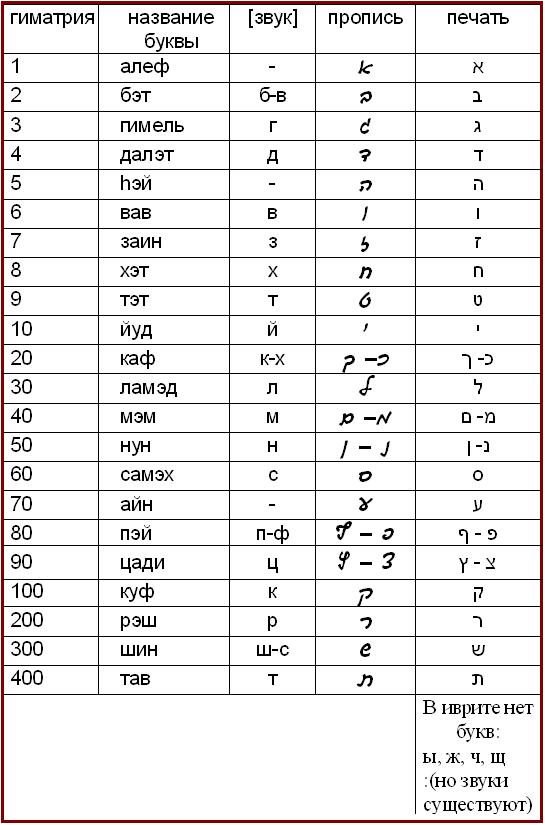 гиматрия название буквы [звук] пропись печать
1 алеф - א א
2 бэт б-в ב ב
3 гимель г ג ג
4 далэт д ד ד
5 hэй - ה ה
6 вав в ו ו
7 заин з ז ז
8 хэт х ח ח
9 тэт т ט ט
10 йуд й י י
20 каф к-х כ – ך כ- ך
30 ламэд л ל ל
40 мэм м מ – ם מ- ם
50 нун н נ – ן נ- ן
60 самэх с ס ס
70 айн - ע ע
80 пэй п-ф פ – ף פ - ף
90 цади ц צ – ץ צ - ץ
100 куф к ק ק
200 рэш р ר ר
300 шин ш-с ש ש
400 тав т ת ת
В иврите нет
букв:
ы, ж, ч, щ
:(но звуки
существуют)